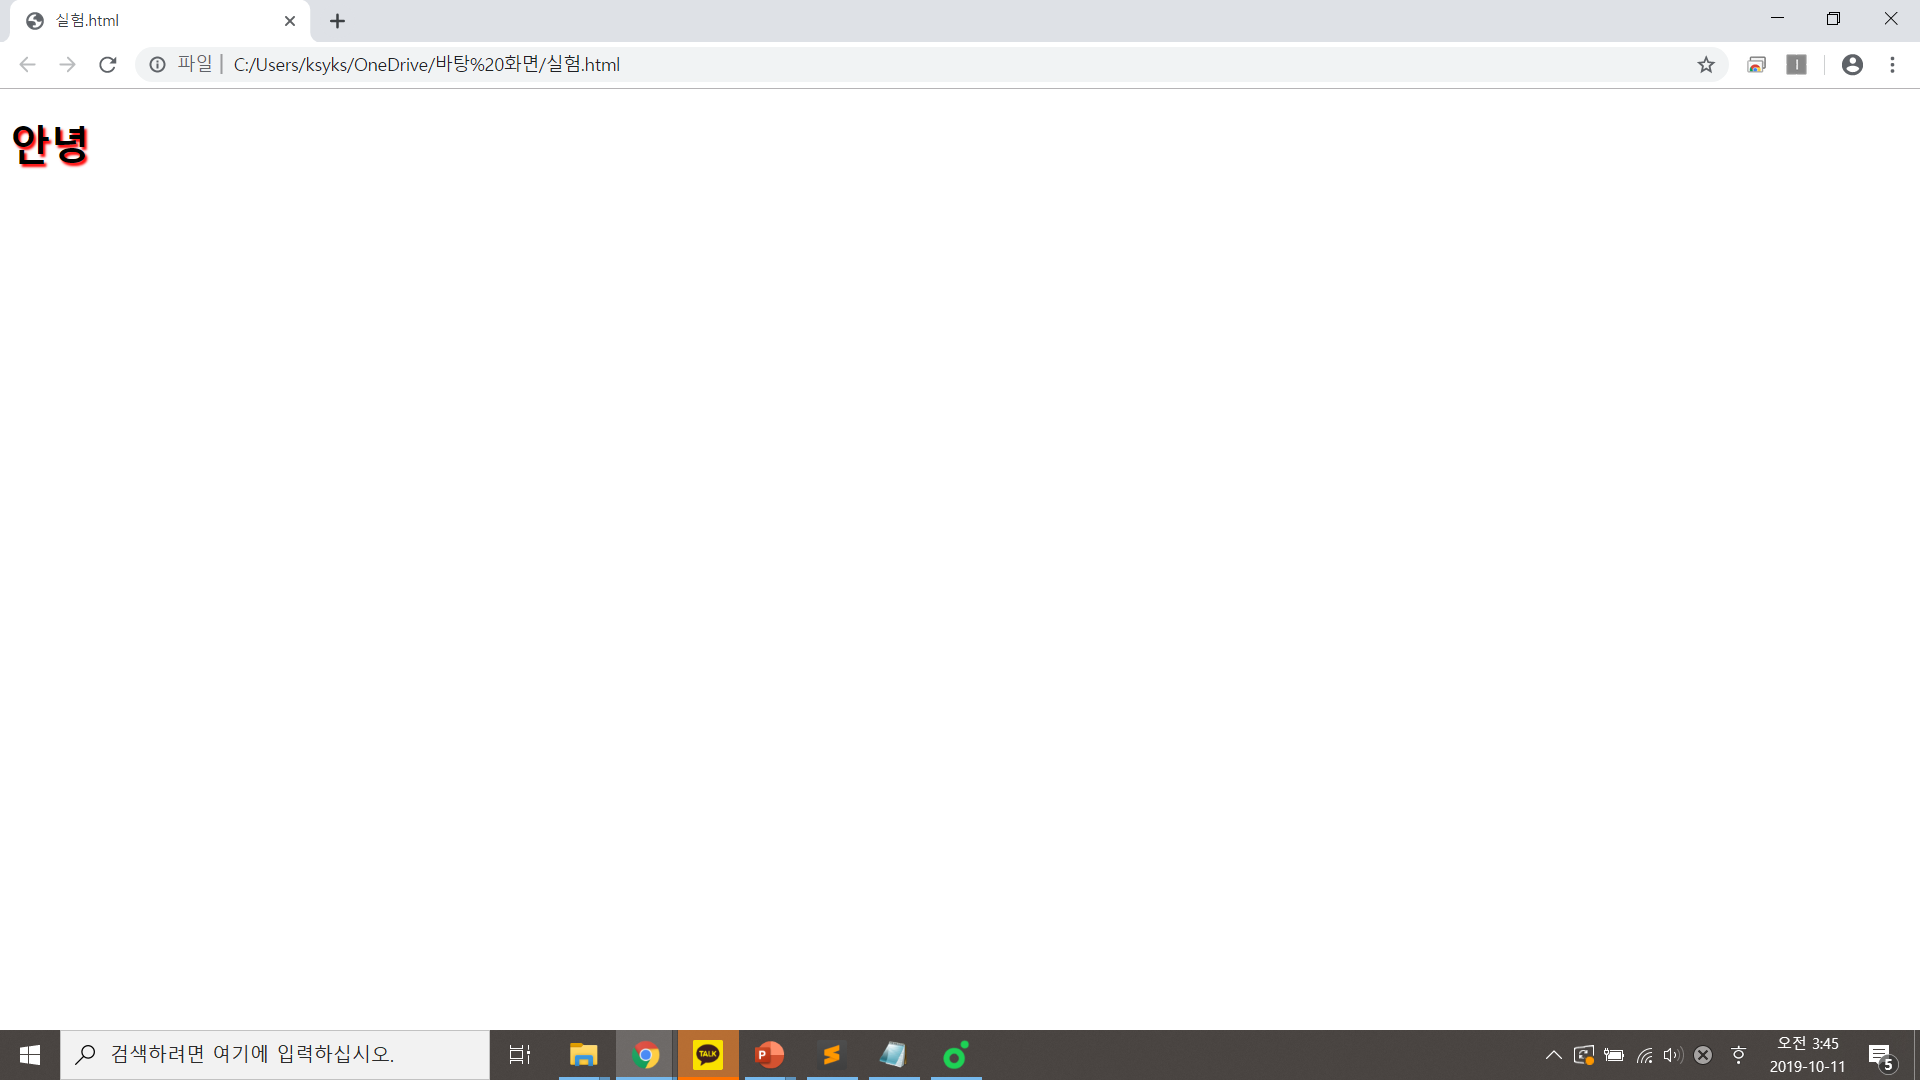 실험.html
파일 | C:/Users/ksyks/OneDrive/바탕%20화면/실험.html
안녕
검색하려면 여기에 입력하십시오.
TALK
오전 3:45
2019-10-11
5